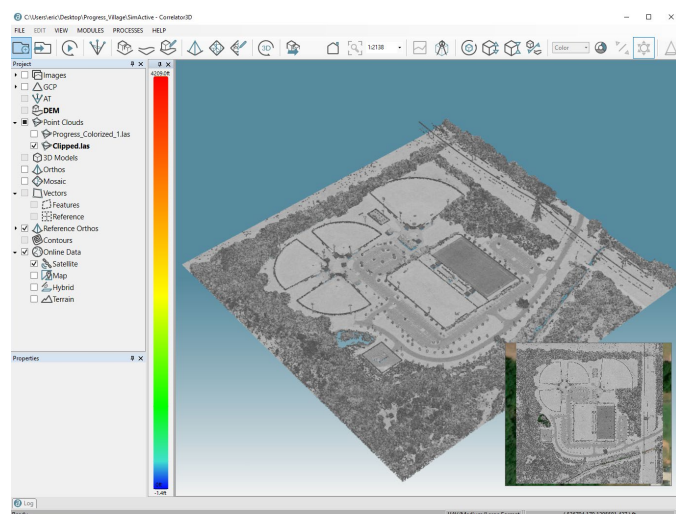 C:\Users\eric\Desktop\Progress_Village\SimActive - Correlator3D
FILE EDIT VIEW MODULES PROCESSES HELP
3D
1:2138
Color
Project
Images
GCP
AT
DEM
Point Clouds
Progress_Colorized_1.las
Clipped.las
3D Models
Orthos
Mosaic
Vectors
Features
Reference
Reference Orthos
Contours
Online Data
Satellite
Map
Hybrid
Terrain
Properties
4209.0ft
-1.4ft
Log